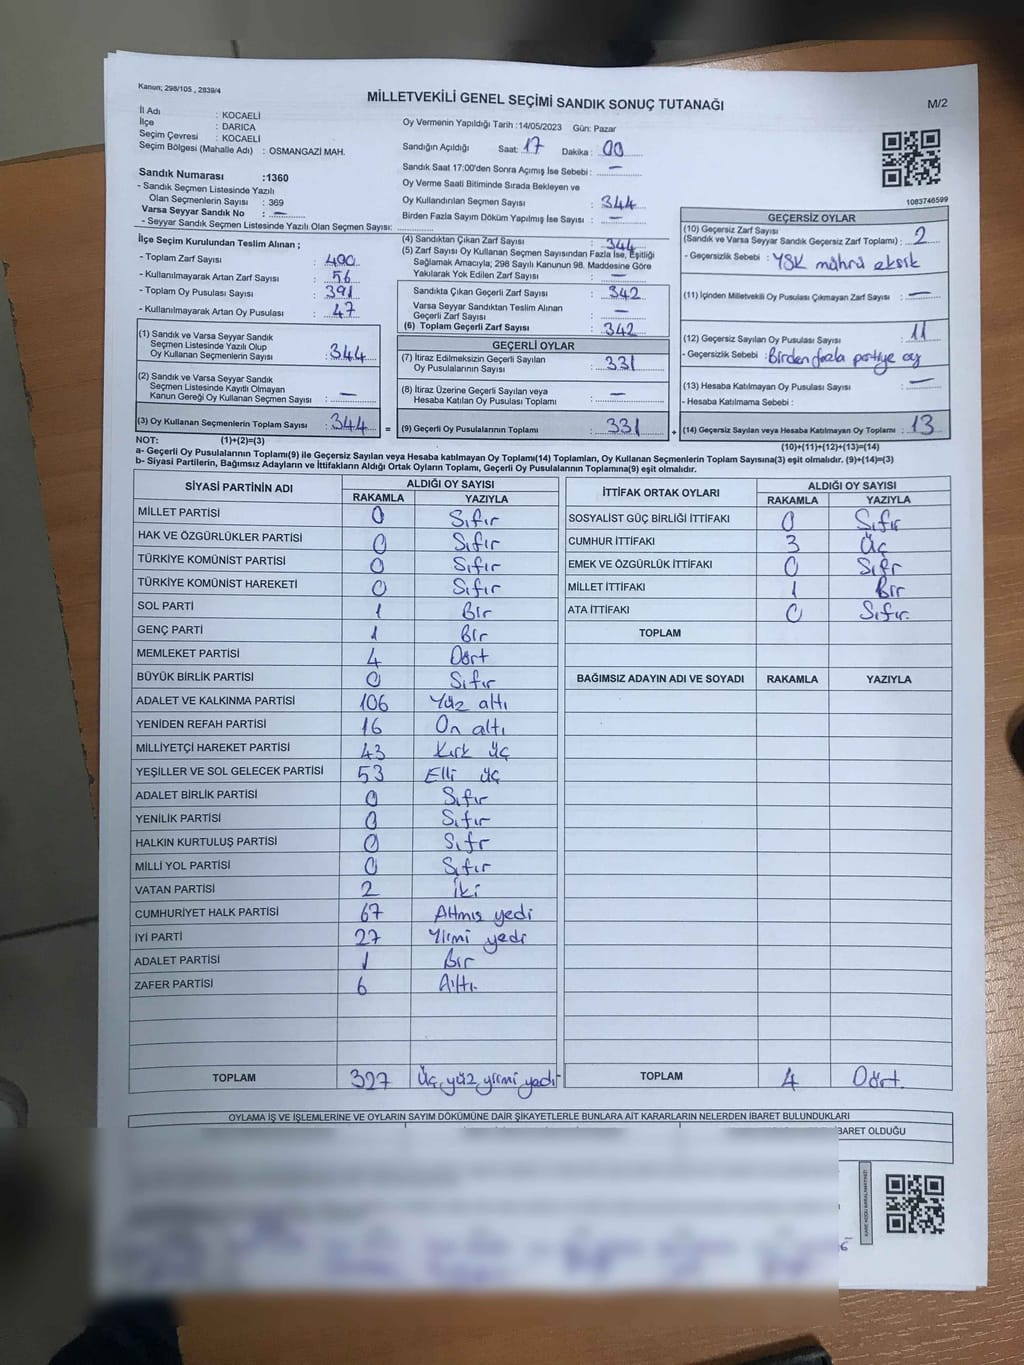 Kanun; 298/105 , 2839/4
MİLLETVEKİLİ GENEL SEÇİMİ SANDIK SONUÇ TUTANAĞI
M/2
İl Adı : KOCAELİ
İlçe : DARICA
Seçim Çevresi : KOCAELİ
Seçim Bölgesi (Mahalle Adı) : OSMANGAZİ MAH.
Sandık Numarası :1360
- Sandık Seçmen Listesinde Yazılı
Olan Seçmenlerin Sayısı : 369
Varsa Seyyar Sandık No : —
- Seyyar Sandık Seçmen Listesinde Yazılı Olan Seçmen Sayısı:
Oy Vermenin Yapıldığı Tarih :14/05/2023 Gün: Pazar
Sandığın Açıldığı Saat: 17 Dakika : 00
Sandık Saat 17:00'den Sonra Açımış İse Sebebi : —
Oy Verme Saati Bitiminde Sırada Bekleyen ve
Oy Kullandırılan Seçmen Sayısı : 344
Birden Fazla Sayım Döküm Yapılmış İse Sayısı : —
1083746599
İlçe Seçim Kurulundan Teslim Alınan ;
- Toplam Zarf Sayısı : 400
- Kullanılmayarak Artan Zarf Sayısı : 56
- Toplam Oy Pusulası Sayısı : 391
- Kullanılmayarak Artan Oy Pusulası : 47
(4) Sandıktan Çıkan Zarf Sayısı : 344
(5) Zarf Sayısı Oy Kullanan Seçmen Sayısından Fazla İse, Eşitliği
Sağlamak Amacıyla; 298 Sayılı Kanunun 98. Maddesine Göre
Yakılarak Yok Edilen Zarf Sayısı : —
Sandıkta Çıkan Geçerli Zarf Sayısı : 342
Varsa Seyyar Sandıktan Teslim Alınan
Geçerli Zarf Sayısı : —
(6) Toplam Geçerli Zarf Sayısı : 342
GEÇERSİZ OYLAR
(10) Geçersiz Zarf Sayısı
(Sandık ve Varsa Seyyar Sandık Geçersiz Zarf Toplamı) : 2
- Geçersizlik Sebebi : YSK mührü eksik
(11) İçinden Milletvekili Oy Pusulası Çıkmayan Zarf Sayısı : —
(12) Geçersiz Sayılan Oy Pusulası Sayısı : 11
- Geçersizlik Sebebi : Birden fazla partiye oy
(13) Hesaba Katılmayan Oy Pusulası Sayısı : —
- Hesaba Katılmama Sebebi :
(1) Sandık ve Varsa Seyyar Sandık
Seçmen Listesinde Yazılı Olup
Oy Kullanan Seçmenlerin Sayısı : 344
(2) Sandık ve Varsa Seyyar Sandık
Seçmen Listesinde Kayıtlı Olmayan
Kanun Gereği Oy Kullanan Seçmen Sayısı : —
GEÇERLİ OYLAR
(7) İtiraz Edilmeksizin Geçerli Sayılan
Oy Pusulasının Sayısı : 331
(8) İtiraz Üzerine Geçerli Sayılan veya
Hesaba Katılan Oy Pusulası Toplamı : —
(3) Oy Kullanan Seçmenlerin Toplam Sayısı : 344 = (9) Geçerli Oy Pusulalarının Toplamı : 331 + (14) Geçersiz Sayılan veya Hesaba Katılmayan Oy Toplamı : 13
NOT: (1)+(2)=(3) (10)+(11)+(12)+(13)=(14)
a- Geçerli Oy Pusulasının Toplamı(9) ile Geçersiz Sayılan veya Hesaba katılmayan Oy Toplamı(14) Toplamları, Oy Kullanan Seçmenlerin Toplam Sayısına(3) eşit olmalıdır. (9)+(14)=(3)
b- Siyasi Partilerin, Bağımsız Adayların ve İttifakların Aldığı Ortak Oyların Toplamı, Geçerli Oy Pusulalarının Toplamına(9) eşit olmalıdır.
SİYASİ PARTİNİN ADI ALDIĞI OY SAYISI
RAKAMLA YAZIYLA
MİLLET PARTİSİ 0 Sıfır
HAK VE ÖZGÜRLÜKLER PARTİSİ 0 Sıfır
TÜRKİYE KOMÜNİST PARTİSİ 0 Sıfır
TÜRKİYE KOMÜNİST HAREKETİ 0 Sıfır
SOL PARTİ 1 Bir
GENÇ PARTİ 1 Bir
MEMLEKET PARTİSİ 4 Dört
BÜYÜK BİRLİK PARTİSİ 0 Sıfır
ADALET VE KALKINMA PARTİSİ 106 Yüz altı
YENİDEN REFAH PARTİSİ 16 On altı
MİLLİYETÇİ HAREKET PARTİSİ 43 Kırk üç
YEŞİLLER VE SOL GELECEK PARTİSİ 53 Elli üç
ADALET BİRLİK PARTİSİ 0 Sıfır
YENİLİK PARTİSİ 0 Sıfır
HALKIN KURTULUŞ PARTİSİ 0 Sıfr
MİLLİ YOL PARTİSİ 0 Sıfır
VATAN PARTİSİ 2 İki
CUMHURİYET HALK PARTİSİ 67 Altmış yedi
İYİ PARTİ 27 Yirmi yedi
ADALET PARTİSİ 1 Bir
ZAFER PARTİSİ 6 Altı.
TOPLAM 327 Üç yüz yirmi yedi
İTTİFAK ORTAK OYLARI ALDIĞI OY SAYISI
RAKAMLA YAZIYLA
SOSYALİST GÜÇ BİRLİĞİ İTTİFAKI 0 Sıfır
CUMHUR İTTİFAKI 3 Üç
EMEK VE ÖZGÜRLÜK İTTİFAKI 0 Sıfr
MİLLET İTTİFAKI 1 Bir
ATA İTTİFAKI 0 Sıfır.
TOPLAM
BAĞIMSIZ ADAYIN ADI VE SOYADI RAKAMLA YAZIYLA
TOPLAM 4 Dört.
OYLAMA İŞ VE İŞLEMLERİNE VE OYLARIN SAYIM DÖKÜMÜNE DAİR ŞİKAYETLERLE BUNLARA AİT KARARLARIN NELERDEN İBARET BULUNDUKLARI
İBARET OLDUĞU